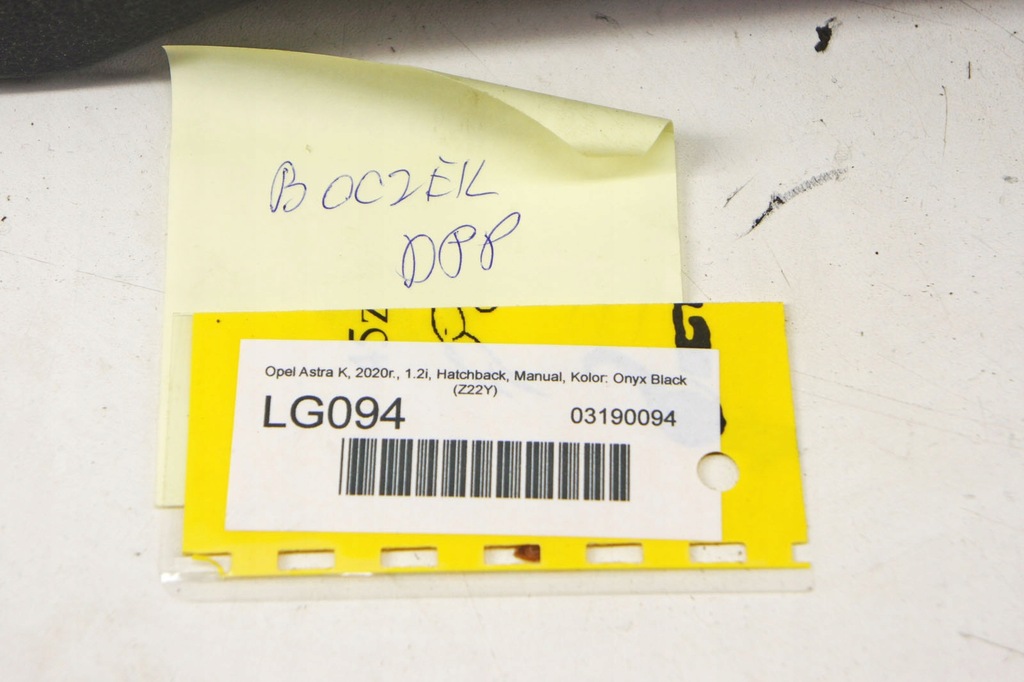 BOCZEK
DPP
Opel Astra K, 2020r., 1.2i, Hatchback, Manual, Kolor: Onyx Black
(Z22Y)
LG094 03190094